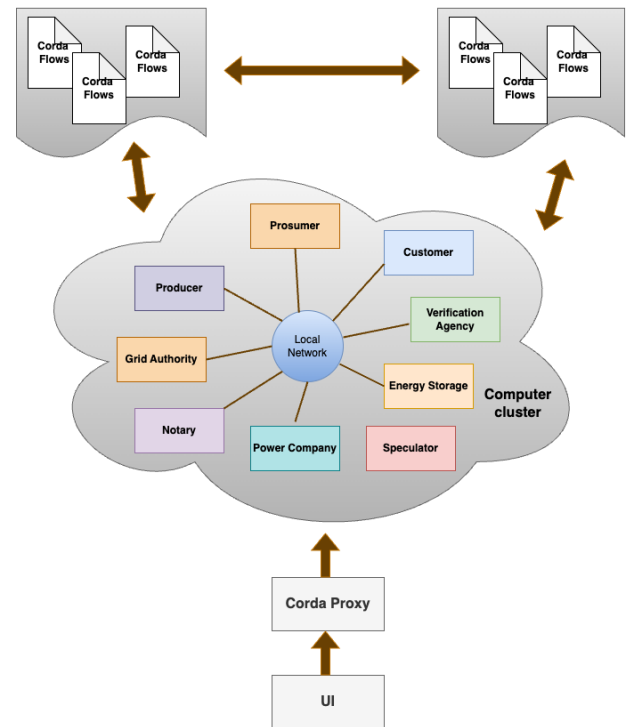 Corda
Flows
Corda
Flows
Corda
Flows
Corda
Flows
Corda
Flows
Corda
Flows
Prosumer
Customer
Producer
Verification
Agency
Local
Network
Grid Authority
Energy Storage
Computer
cluster
Notary
Power Company
Speculator
Corda Proxy
UI